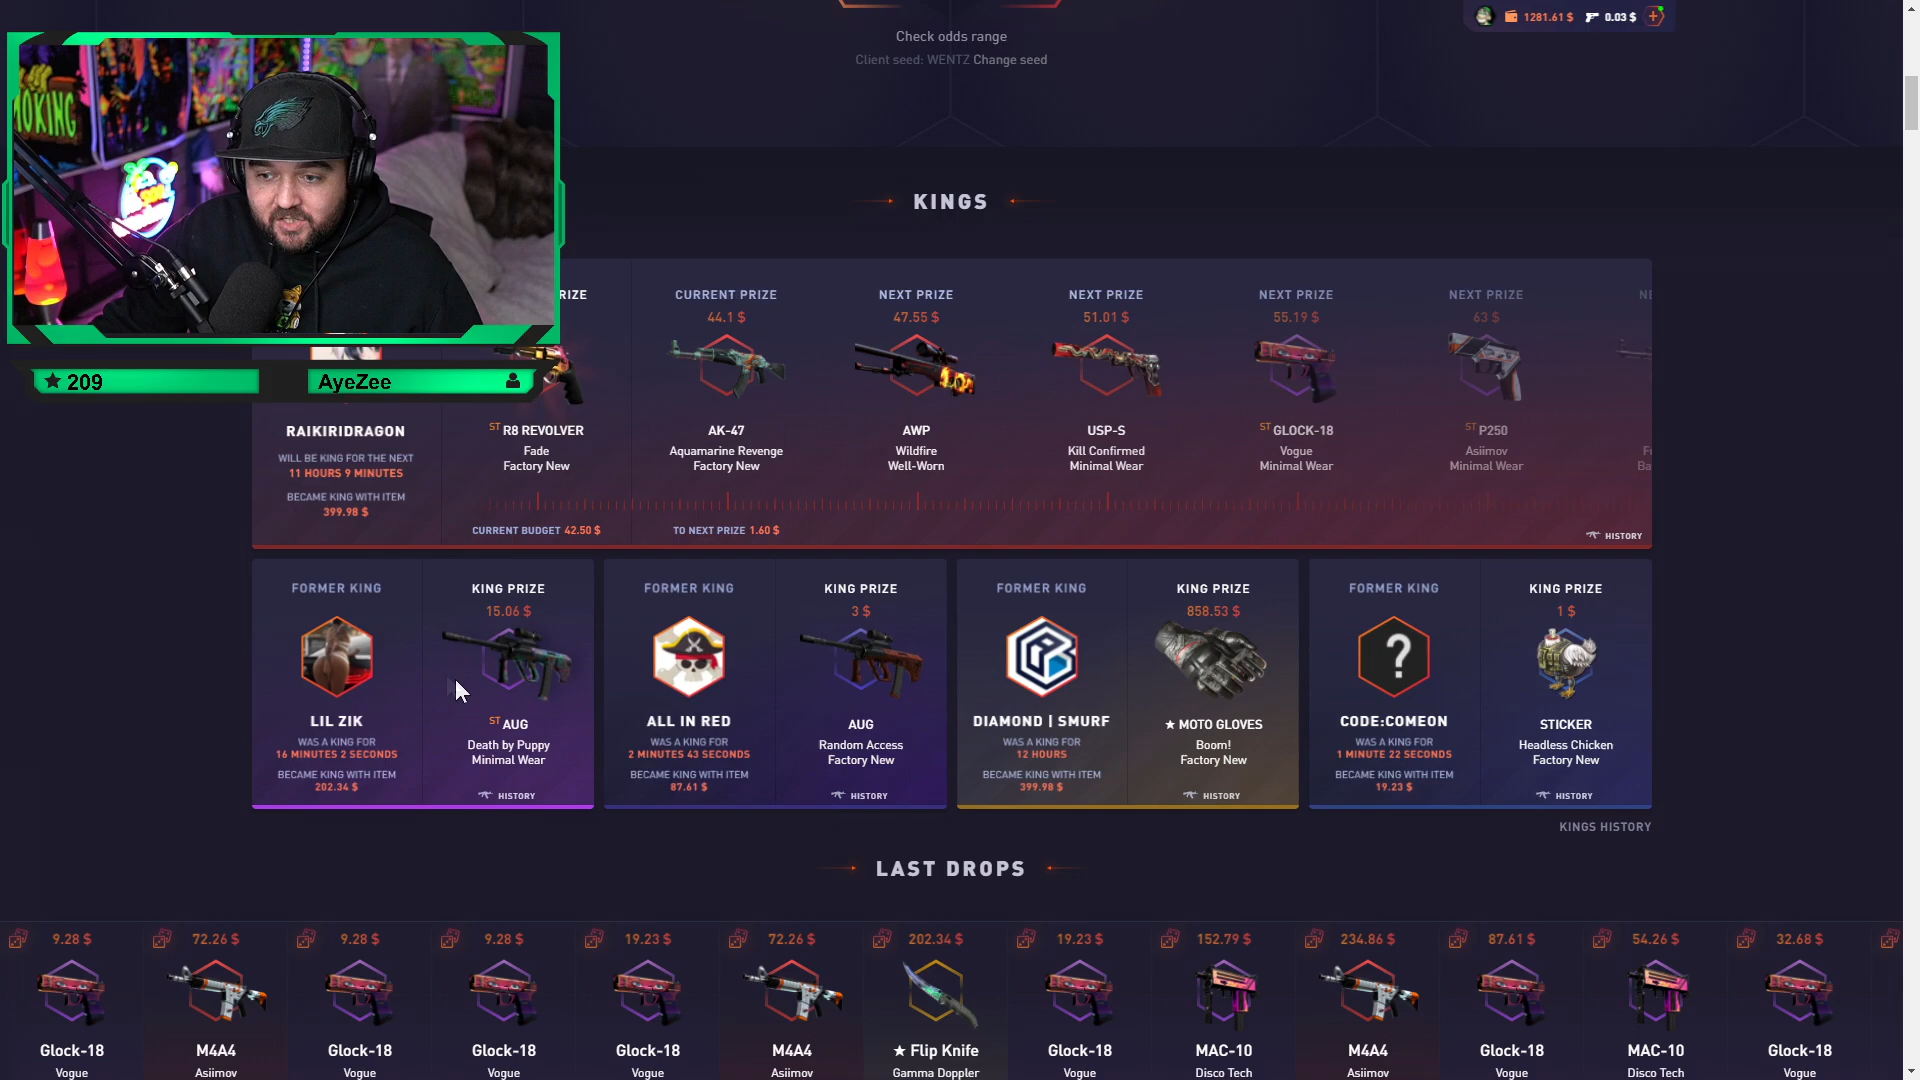 Check odds range
Client seed: WENTZ Change seed
1281.61 $ 0.03 $
OKING
KINGS
RIZE
CURRENT PRIZE
44.1 $
NEXT PRIZE
47.55 $
NEXT PRIZE
51.01 $
NEXT PRIZE
55.19 $
NEXT PRIZE
63 $
NE
209
AyeZee
RAIKIRIDRAGON
WILL BE KING FOR THE NEXT
11 HOURS 9 MINUTES
BECAME KING WITH ITEM
399.98 $
ST R8 REVOLVER
Fade
Factory New
AK-47
Aquamarine Revenge
Factory New
AWP
Wildfire
Well-Worn
USP-S
Kill Confirmed
Minimal Wear
ST GLOCK-18
Vogue
Minimal Wear
ST P250
Asiimov
Minimal Wear
F
Ba
CURRENT BUDGET 42.50 $
TO NEXT PRIZE 1.60 $
HISTORY
FORMER KING
LIL ZIK
WAS A KING FOR
16 MINUTES 2 SECONDS
BECAME KING WITH ITEM
202.34 $
KING PRIZE
15.06 $
ST AUG
Death by Puppy
Minimal Wear
HISTORY
FORMER KING
ALL IN RED
WAS A KING FOR
2 MINUTES 43 SECONDS
BECAME KING WITH ITEM
87.61 $
KING PRIZE
3 $
AUG
Random Access
Factory New
HISTORY
FORMER KING
DIAMOND | SMURF
WAS A KING FOR
12 HOURS
BECAME KING WITH ITEM
399.98 $
KING PRIZE
858.53 $
★ MOTO GLOVES
Boom!
Factory New
HISTORY
FORMER KING
?
CODE:COMEON
WAS A KING FOR
1 MINUTE 22 SECONDS
BECAME KING WITH ITEM
19.23 $
KING PRIZE
1 $
STICKER
Headless Chicken
Factory New
HISTORY
KINGS HISTORY
LAST DROPS
9.28 $
Glock-18
Vogue
72.26 $
M4A4
Asiimov
9.28 $
Glock-18
Vogue
9.28 $
Glock-18
Vogue
19.23 $
Glock-18
Vogue
72.26 $
M4A4
Asiimov
202.34 $
★ Flip Knife
Gamma Doppler
19.23 $
Glock-18
Vogue
152.79 $
MAC-10
Disco Tech
234.86 $
M4A4
Asiimov
87.61 $
Glock-18
Vogue
54.26 $
MAC-10
Disco Tech
32.68 $
Glock-18
Vogue